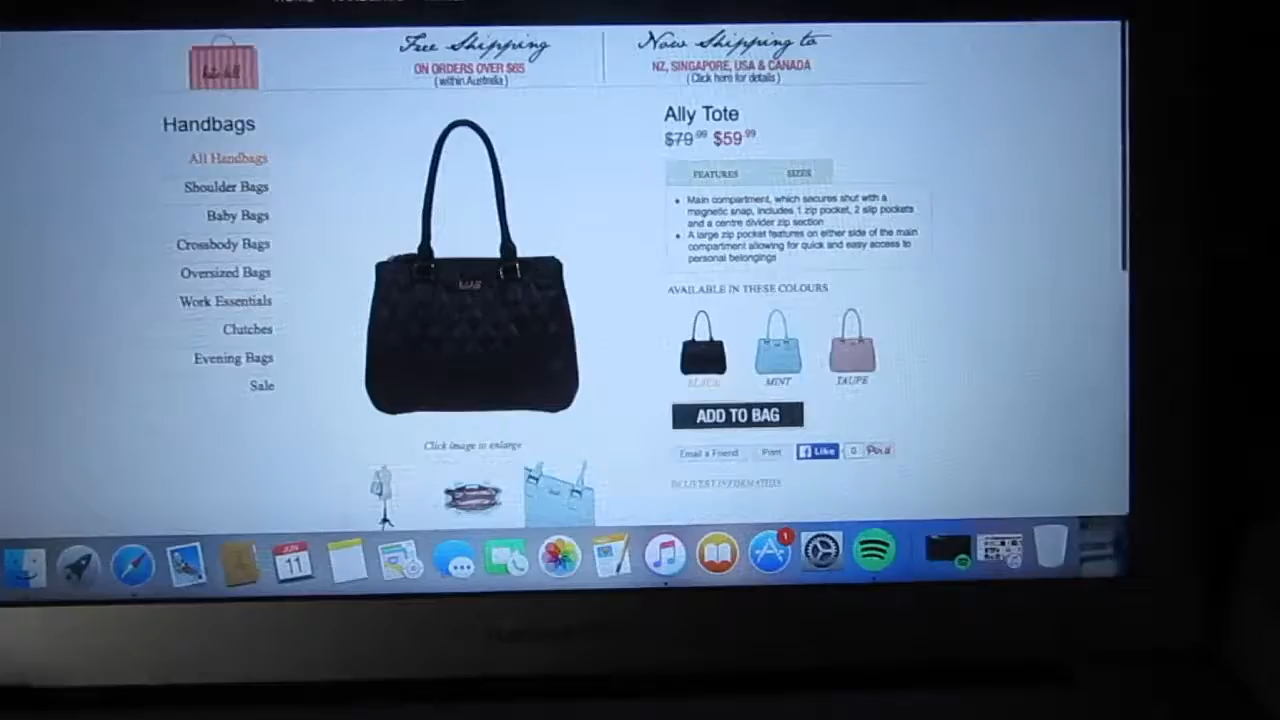 Free Shipping
ON ORDERS OVER $65
(within Australia)
Now Shipping to
NZ, SINGAPORE, USA & CANADA
(Click here for details)
Handbags
All Handbags
Shoulder Bags
Baby Bags
Crossbody Bags
Oversized Bags
Work Essentials
Clutches
Evening Bags
Sale
Click image to enlarge
Ally Tote
$79.99 $59.99
FEATURES SIZES
Main compartment, which secures shut with a
magnetic snap, includes 1 zip pocket, 2 slip pockets
and a centre divider zip section
A large zip pocket features on either side of the main
compartment allowing for quick and easy access to
personal belongings
AVAILABLE IN THESE COLOURS
BLACK MINT TAUPE
ADD TO BAG
Email a Friend Print Like 0 Pin it
DELIVERY INFORMATION
JUN
11
1